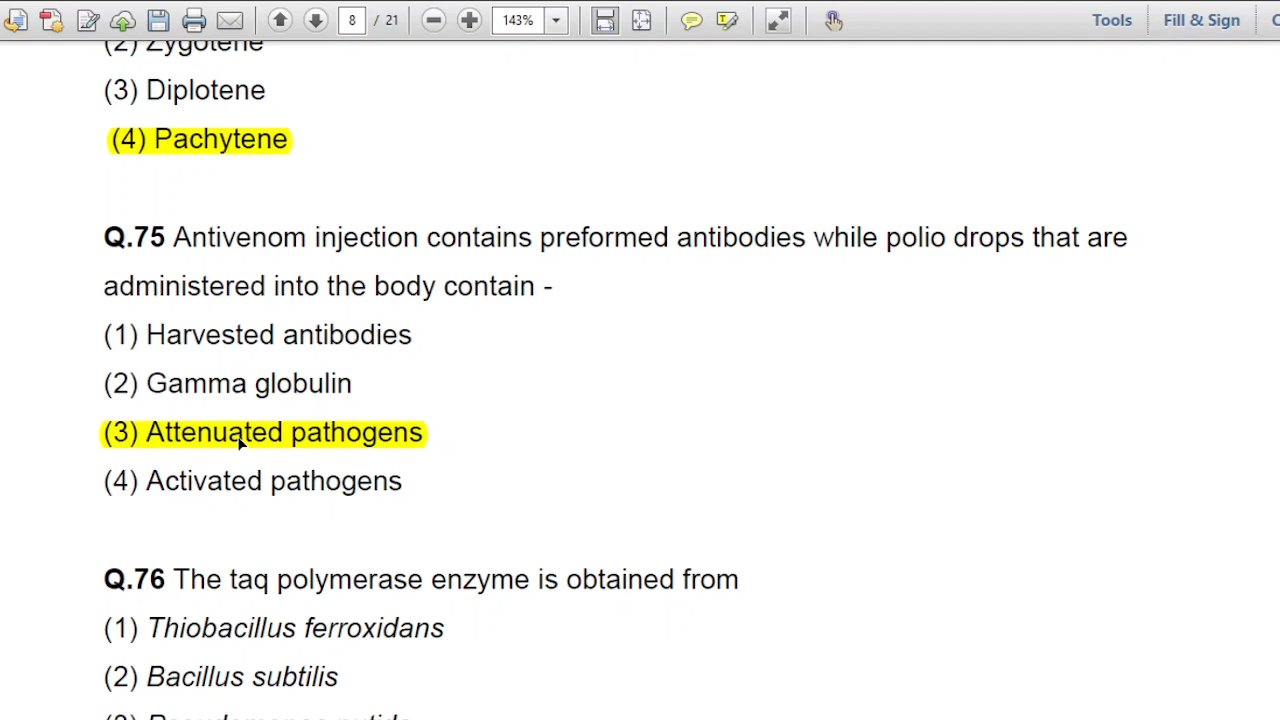 8 / 21
143%
Tools
Fill & Sign
(2) Zygotene
(3) Diplotene
(4) Pachytene
Q.75 Antivenom injection contains preformed antibodies while polio drops that are
administered into the body contain -
(1) Harvested antibodies
(2) Gamma globulin
(3) Attenuated pathogens
(4) Activated pathogens
Q.76 The taq polymerase enzyme is obtained from
(1) Thiobacillus ferroxidans
(2) Bacillus subtilis